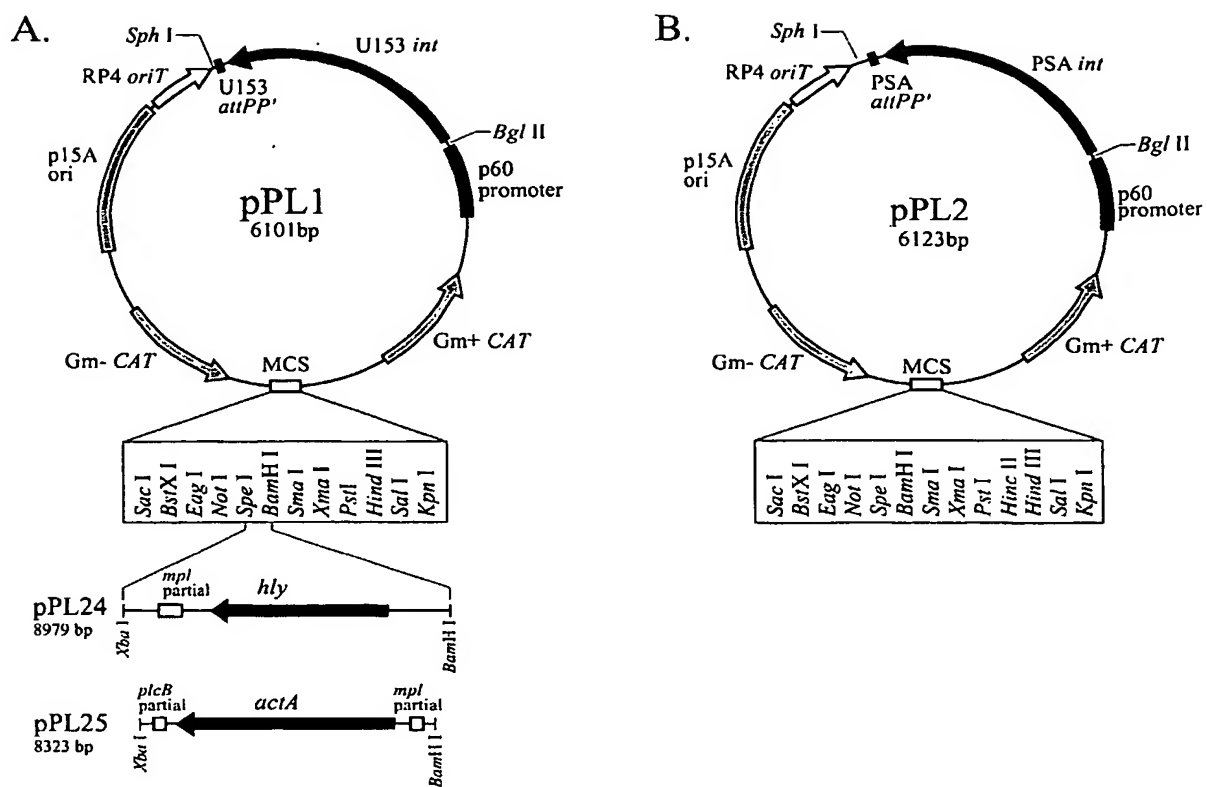 A.
Sph I
U153 int
RP4 oriT
U153
attPP'
Bgl II
p15A
ori
p60
promoter
pPL1
6101bp
Gm- CAT
Gm+ CAT
MCS
Sac I
BstX I
Eag I
Not I
Spe I
BamH I
Sma I
Xma I
PstI
Hind III
Sal I
Kpn I
mpl
partial
hly
pPL24
8979 bp
Xba I
BamH I
plcB
partial
actA
mpl
partial
pPL25
8323 bp
Xba I
BamH I
B.
Sph I
PSA int
RP4 oriT
PSA
attPP'
Bgl II
p15A
ori
p60
promoter
pPL2
6123bp
Gm- CAT
Gm+ CAT
MCS
Sac I
BstX I
Eag I
Not I
Spe I
BamH I
Sma I
Xma I
Pst I
Hinc II
Hind III
Sal I
Kpn I